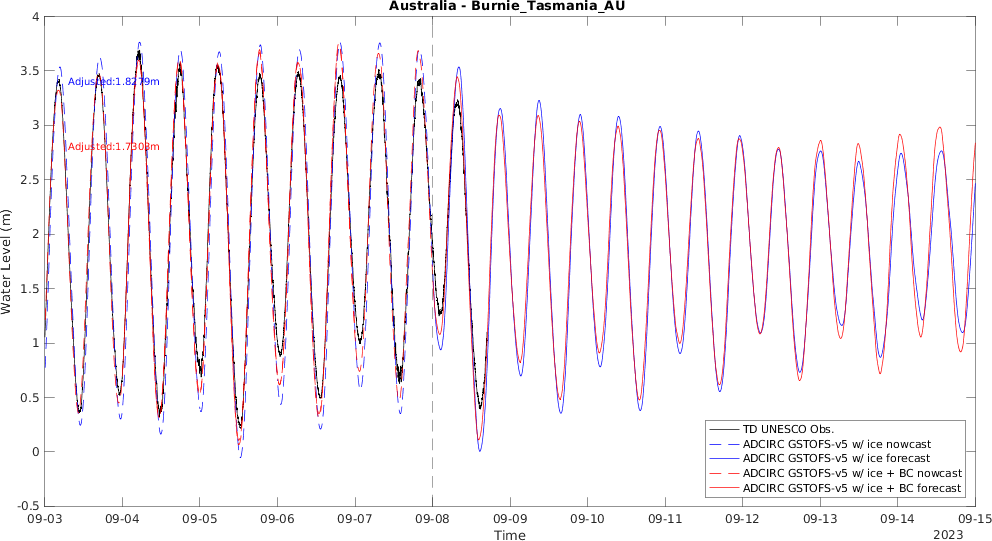 Australia - Burnie_Tasmania_AU
4
3.5
3
2.5
2
1.5
1
0.5
0
-0.5
Water Level (m)
Adjusted:1.8279m
Adjusted:1.7303m
TD UNESCO Obs.
ADCIRC GSTOFS-v5 w/ ice nowcast
ADCIRC GSTOFS-v5 w/ ice forecast
ADCIRC GSTOFS-v5 w/ ice + BC nowcast
ADCIRC GSTOFS-v5 w/ ice + BC forecast
09-03 09-04 09-05 09-06 09-07 09-08 09-09 09-10 09-11 09-12 09-13 09-14 09-15
Time
2023